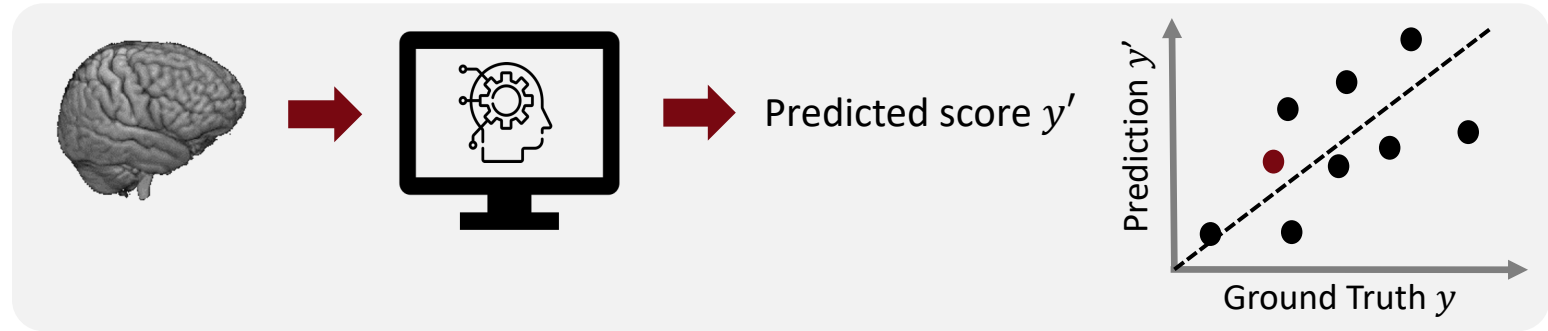 Predicted score y′
Prediction y′
Ground Truth y